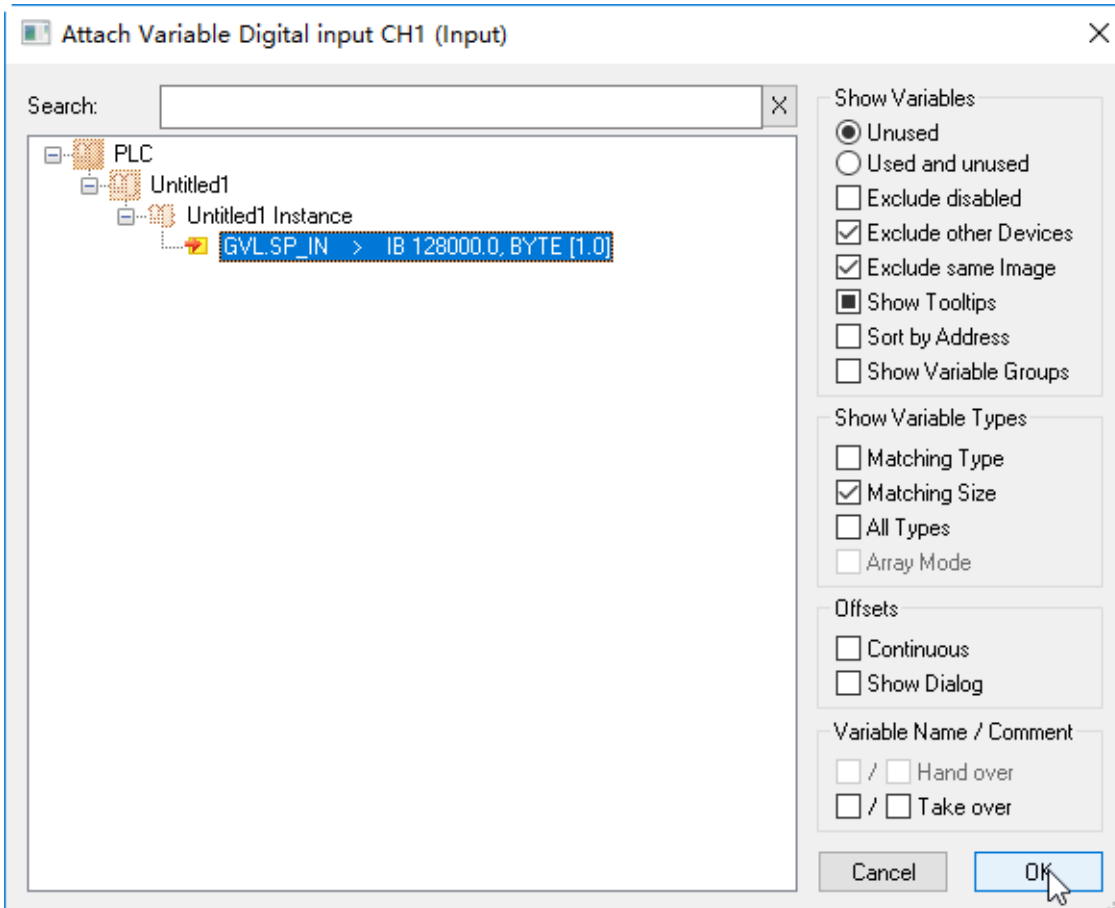 Attach Variable Digital input CH1 (Input)
Search:
PLC
Untitled1
Untitled1 Instance
GVL.SP_IN > IB 128000.0, BYTE [1.0]
Show Variables
Unused
Used and unused
Exclude disabled
Exclude other Devices
Exclude same Image
Show Tooltips
Sort by Address
Show Variable Groups
Show Variable Types
Matching Type
Matching Size
All Types
Array Mode
Offsets
Continuous
Show Dialog
Variable Name / Comment
/ Hand over
/ Take over
Cancel
OK